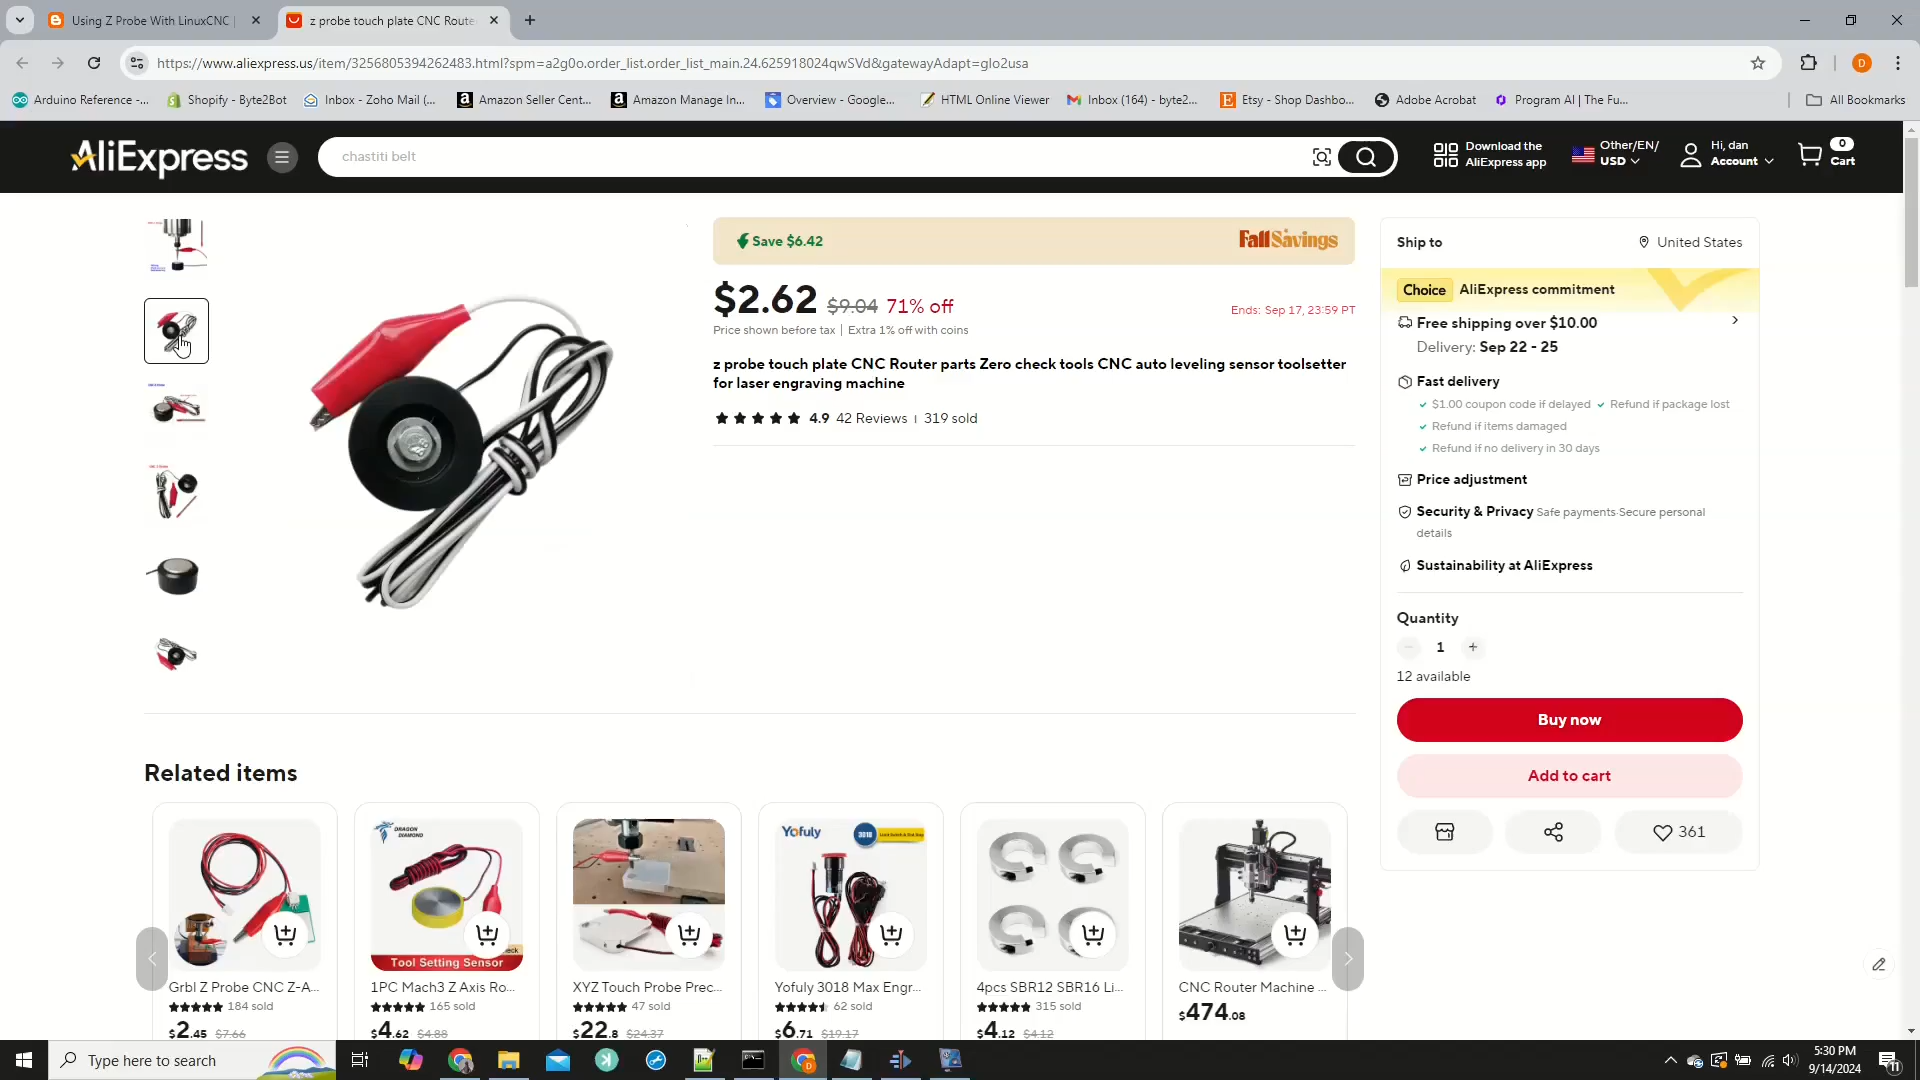 Using Z Probe With LinuxCNC
z probe touch plate CNC Route
https://www.aliexpress.us/item/3256805394262483.html?spm=a2g0o.order_list.order_list_main.24.625918024qwSVd&gatewayAdapt=glo2usa
Arduino Reference -...
Shopify - Byte2Bot
Inbox - Zoho Mail (...
Amazon Seller Cent...
Amazon Manage In...
Overview - Google...
HTML Online Viewer
Inbox (164) - byte2...
Etsy - Shop Dashbo...
Adobe Acrobat
Program AI | The Fu...
All Bookmarks
AliExpress
chastiti belt
Download the
AliExpress app
Other/EN/
USD
Hi, dan
Account
0
Cart
Save $6.42
Fall Savings
$2.62 $9.04 71% off
Ends: Sep 17, 23:59 PT
Price shown before tax | Extra 1% off with coins
z probe touch plate CNC Router parts Zero check tools CNC auto leveling sensor toolsetter
for laser engraving machine
4.9 42 Reviews 319 sold
Ship to
United States
Choice AliExpress commitment
Free shipping over $10.00
Delivery: Sep 22 - 25
Fast delivery
$1.00 coupon code if delayed Refund if package lost
Refund if items damaged
Refund if no delivery in 30 days
Price adjustment
Security & Privacy Safe payments·Secure personal
details
Sustainability at AliExpress
Quantity
1
12 available
Buy now
Add to cart
361
Related items
DRAGON
DIAMOND
Tool Setting Sensor
Yofuly
3018
Grbl Z Probe CNC Z-A...
184 sold
$2.45 $7.66
1PC Mach3 Z Axis Ro...
165 sold
$4.62 $4.88
XYZ Touch Probe Prec...
47 sold
$22.8 $24.37
Yofuly 3018 Max Engr...
62 sold
$6.71 $19.17
4pcs SBR12 SBR16 Li...
315 sold
$4.12 $4.12
CNC Router Machine ...
$474.08
Type here to search
5:30 PM
9/14/2024
11